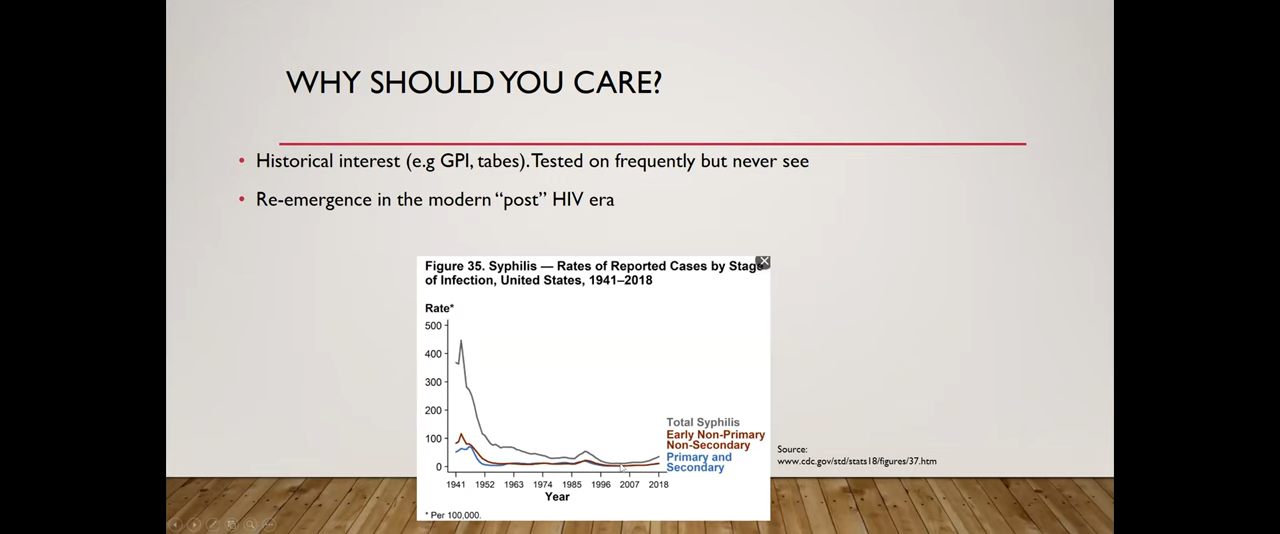 WHY SHOULD YOU CARE?
• Historical interest (e.g GPI, tabes). Tested on frequently but never see
• Re-emergence in the modern “post” HIV era
Figure 35. Syphilis — Rates of Reported Cases by Stage
of Infection, United States, 1941–2018
Rate*
500
400
300
200
100
0
Total Syphilis
Early Non-Primary
Non-Secondary
Primary and
Secondary
1941 1952 1963 1974 1985 1996 2007 2018
Year
* Per 100,000.
Source:
www.cdc.gov/std/stats18/figures/37.htm